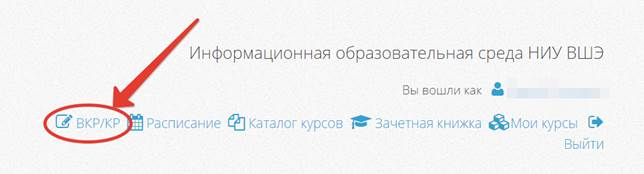 Информационная образовательная среда НИУ ВШЭ
Вы вошли как
ВКР/КР Расписание Каталог курсов Зачетная книжка Мои курсы
Выйти